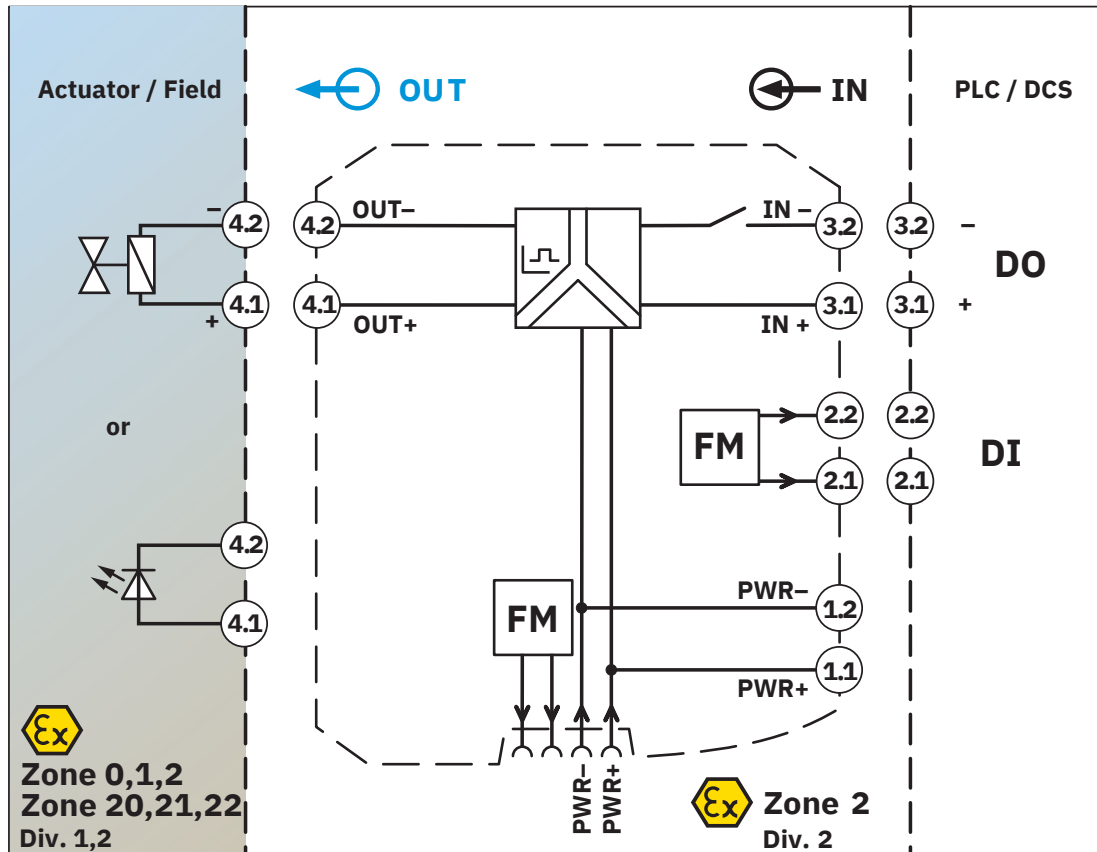 Actuator / Field
OUT
IN
PLC / DCS
− 4.2 4.2 OUT− IN − 3.2 3.2 −
DO
4.1 4.1 3.1 3.1 +
+ OUT+ IN +
or
FM 2.2 2.2
DI
2.1 2.1
4.2
4.1
FM
PWR− 1.2
1.1
PWR+
PWR−
PWR+
Ex
Zone 0,1,2
Zone 20,21,22
Div. 1,2
Ex Zone 2
Div. 2